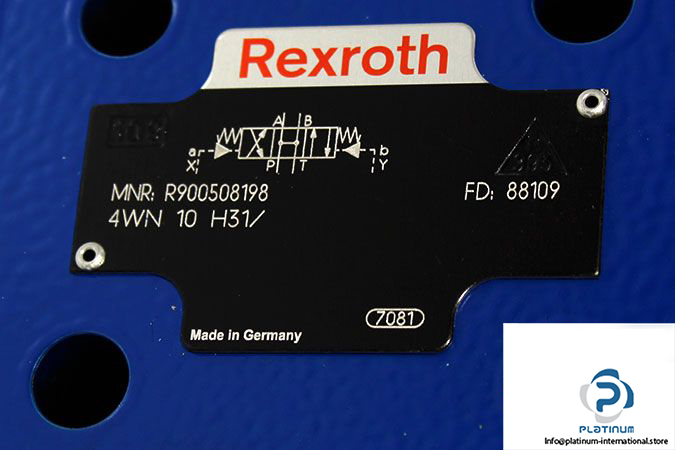 Rexroth
A B
a b
X P T Y
MNR: R900508198 FD: 88109
4WN 10 H31/
7081
Made in Germany
PLATINUM
Info@platinum-international.store